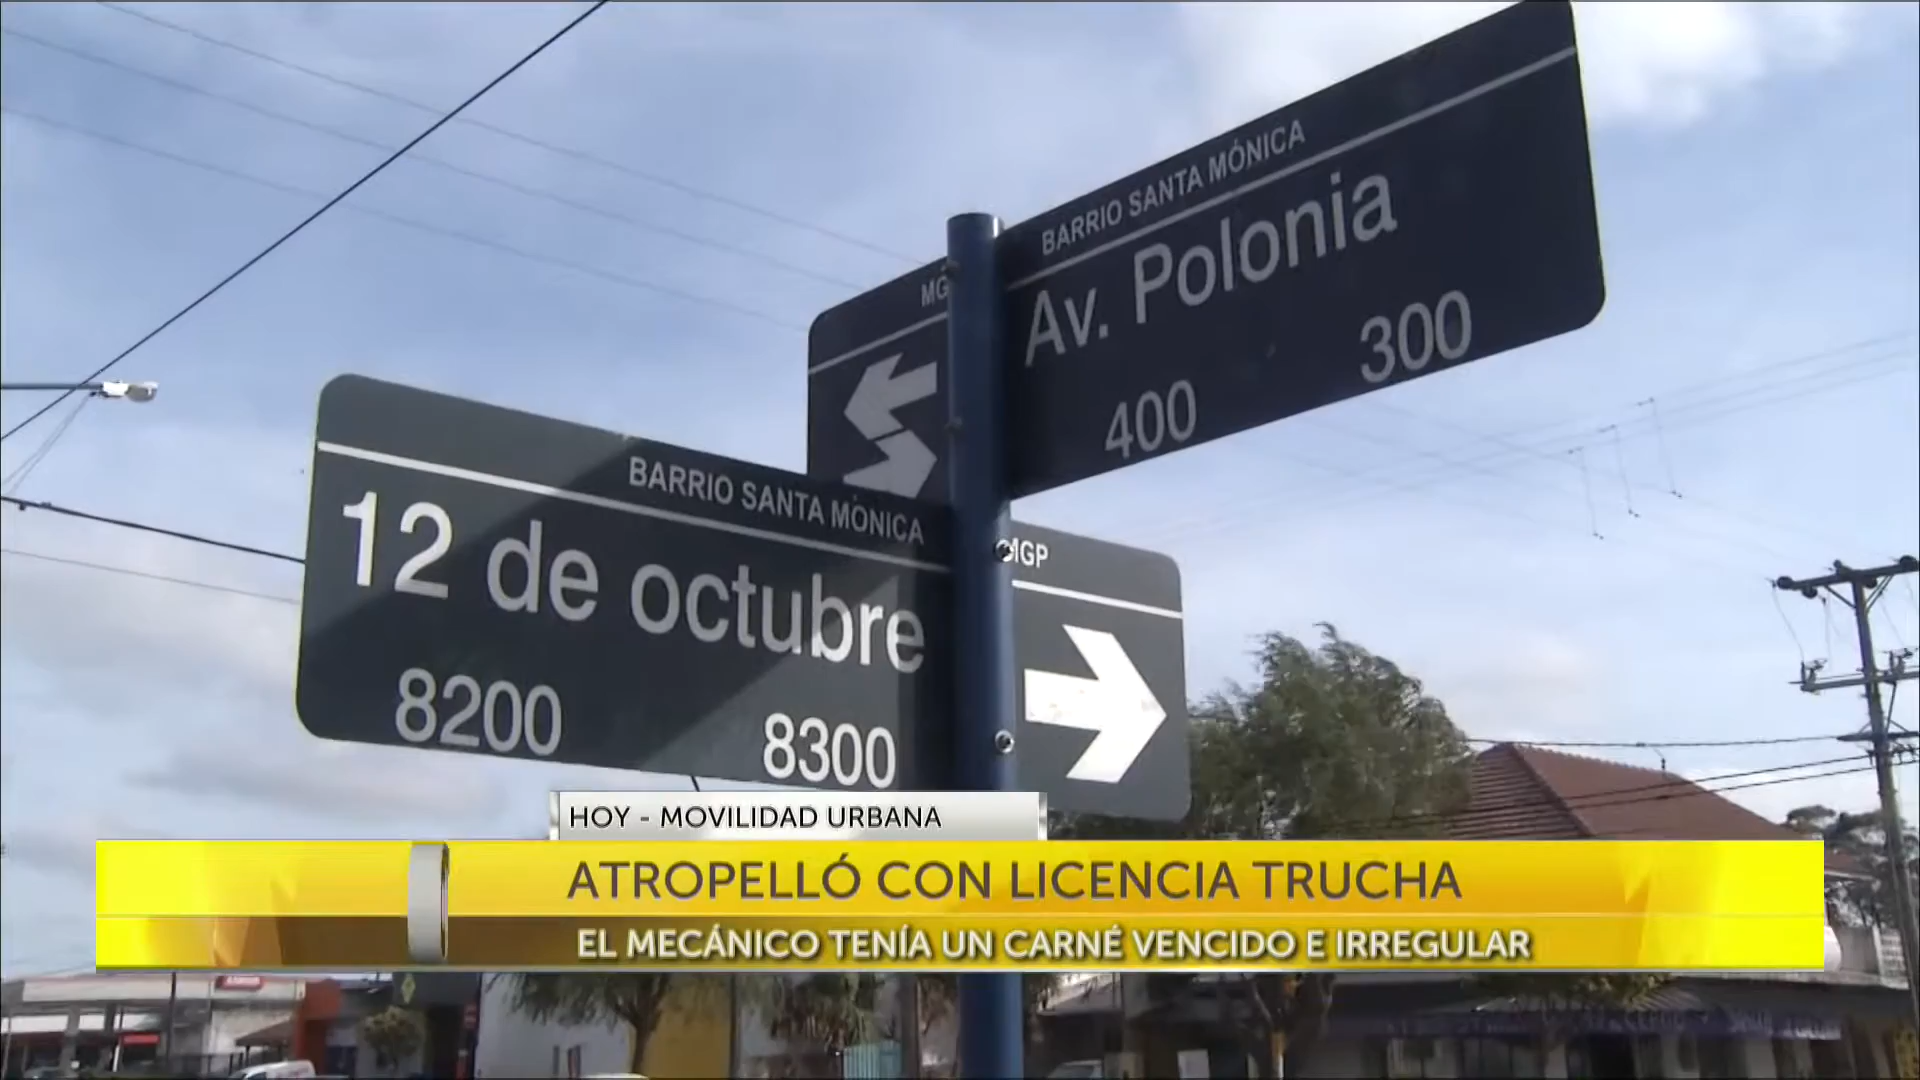 BARRIO SANTA MÓNICA
Av. Polonia
400 300
BARRIO SANTA MÓNICA
12 de octubre
8200 8300
MGP
HOY - MOVILIDAD URBANA
ATROPELLÓ CON LICENCIA TRUCHA
EL MECÁNICO TENÍA UN CARNÉ VENCIDO E IRREGULAR